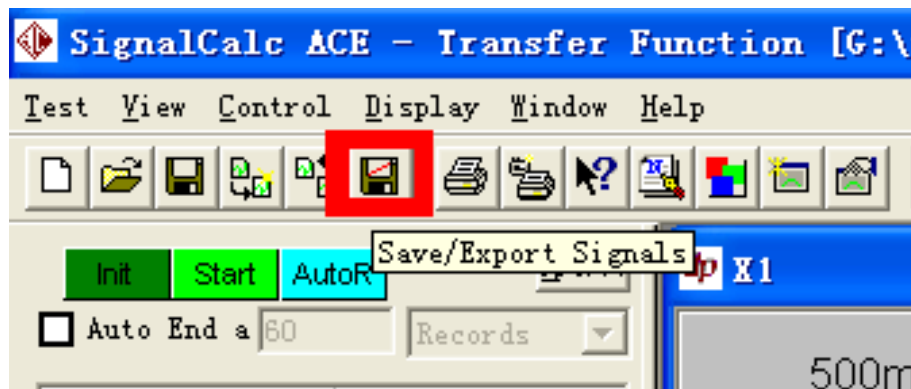 SignalCalc ACE - Transfer Function [G:\
Test View Control Display Window Help
Save/Export Signals
Init Start AutoR
X1
Auto End a 60 Records
500m